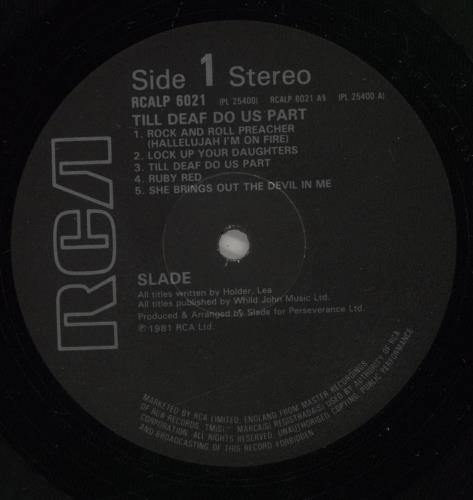 Side 1 Stereo
RCALP 6021 (PL 25400) RCALP 6021 AS (PL 25400 A)
TILL DEAF DO US PART
1. ROCK AND ROLL PREACHER
(HALLELUJAH I'M ON FIRE)
2. LOCK UP YOUR DAUGHTERS
3. TILL DEAF DO US PART
4. RUBY RED
5. SHE BRINGS OUT THE DEVIL IN ME
RCA
SLADE
All titles written by Holder, Lea
All titles published by Whild John Music Ltd.
Produced & Arranged by Slade for Perseverance Ltd.
℗1981 RCA Ltd.
MARKETED BY RCA LIMITED, ENGLAND FROM MASTER RECORDINGS
OF RCA RECORDS. TM(S) MARCA(S) REGISTRADA(S) USED BY AUTHORITY OF RCA
CORPORATION. ALL RIGHTS RESERVED. UNAUTHORISED COPYING, PUBLIC PERFORMANCE
AND BROADCASTING OF THIS RECORD FORBIDDEN